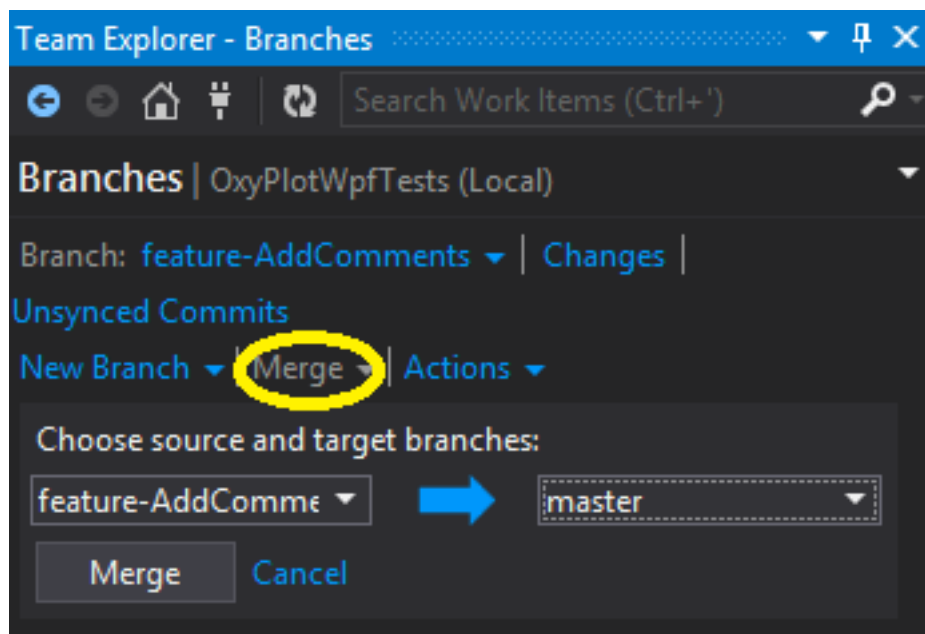 Team Explorer - Branches
Search Work Items (Ctrl+')
Branches | OxyPlotWpfTests (Local)
Branch: feature-AddComments | Changes |
Unsynced Commits
New Branch | Merge | Actions
Choose source and target branches:
feature-AddComme master
Merge Cancel